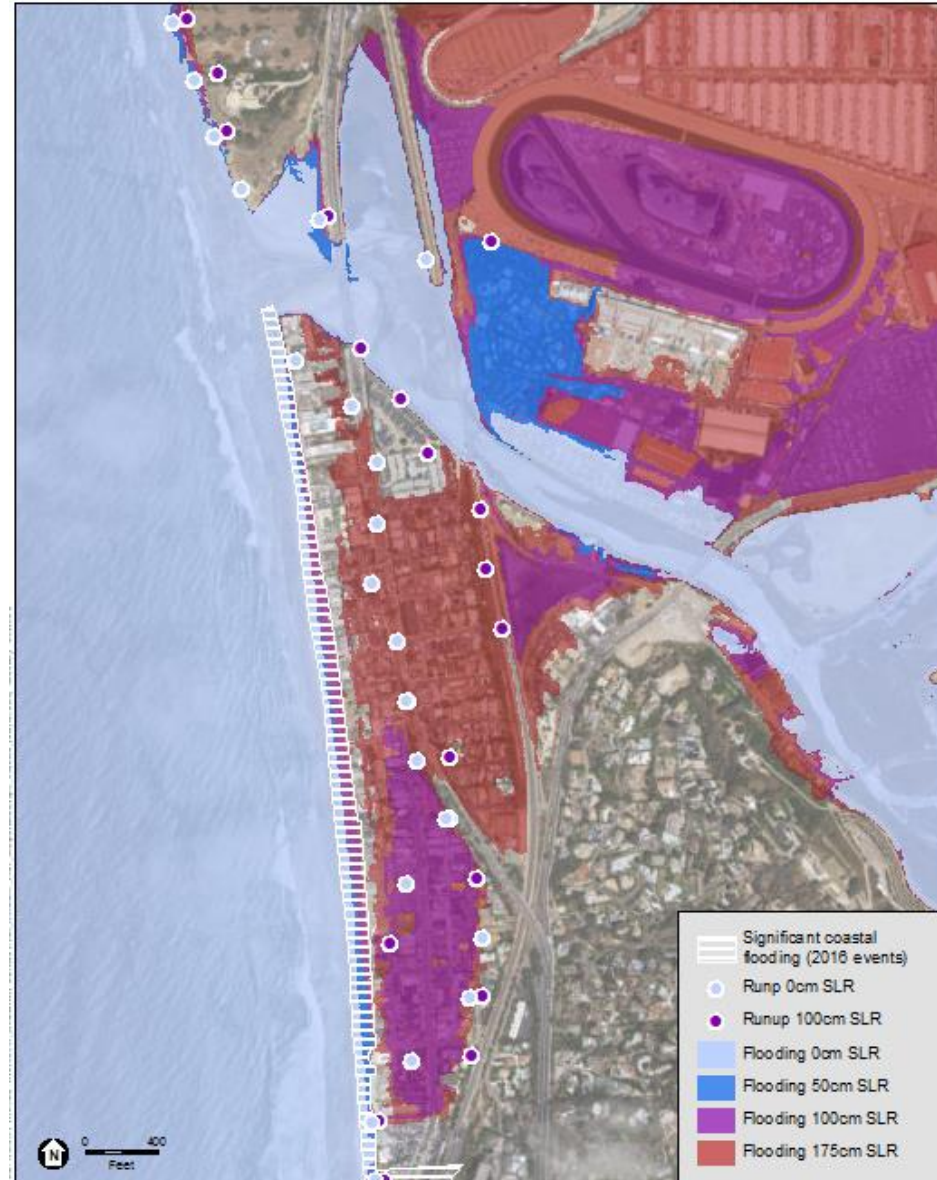 Significant coastal
flooding (2016 events)
Runp 0cm SLR
Runup 100cm SLR
Flooding 0cm SLR
Flooding 50cm SLR
Flooding 100cm SLR
Flooding 175cm SLR
N
0 400
Feet